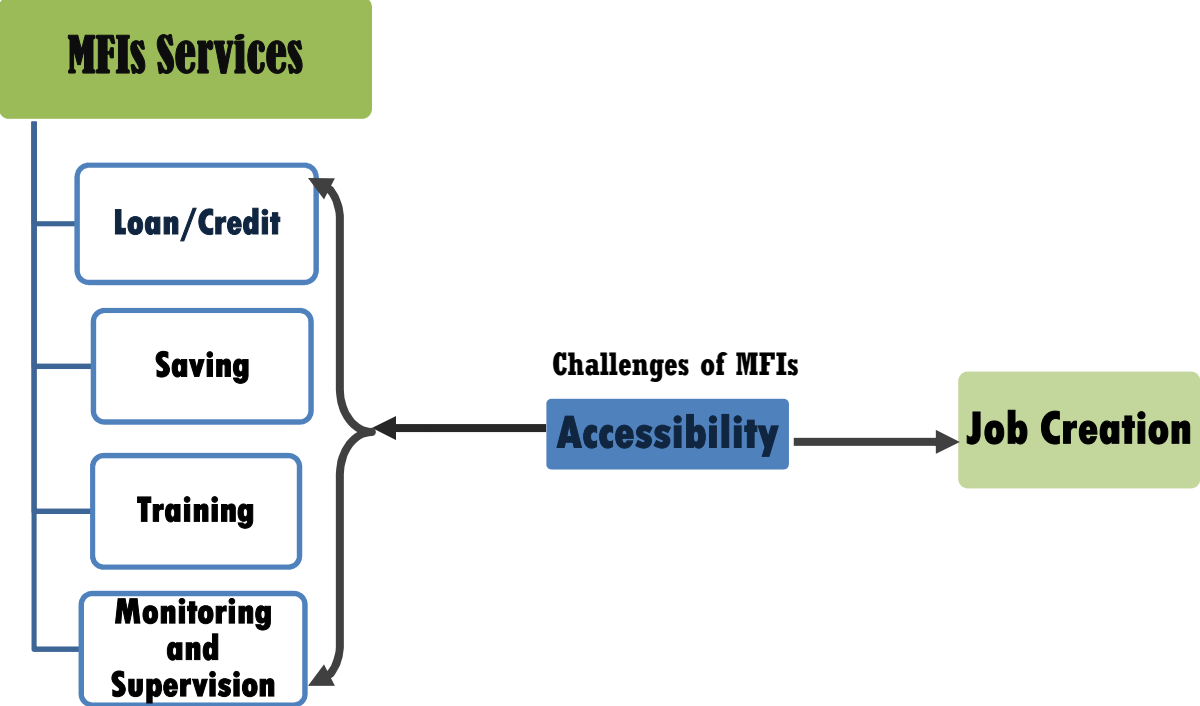 MFIs Services
Loan/Credit
Saving
Training
Monitoring
and
Supervision
Challenges of MFIs
Accessibility
Job Creation